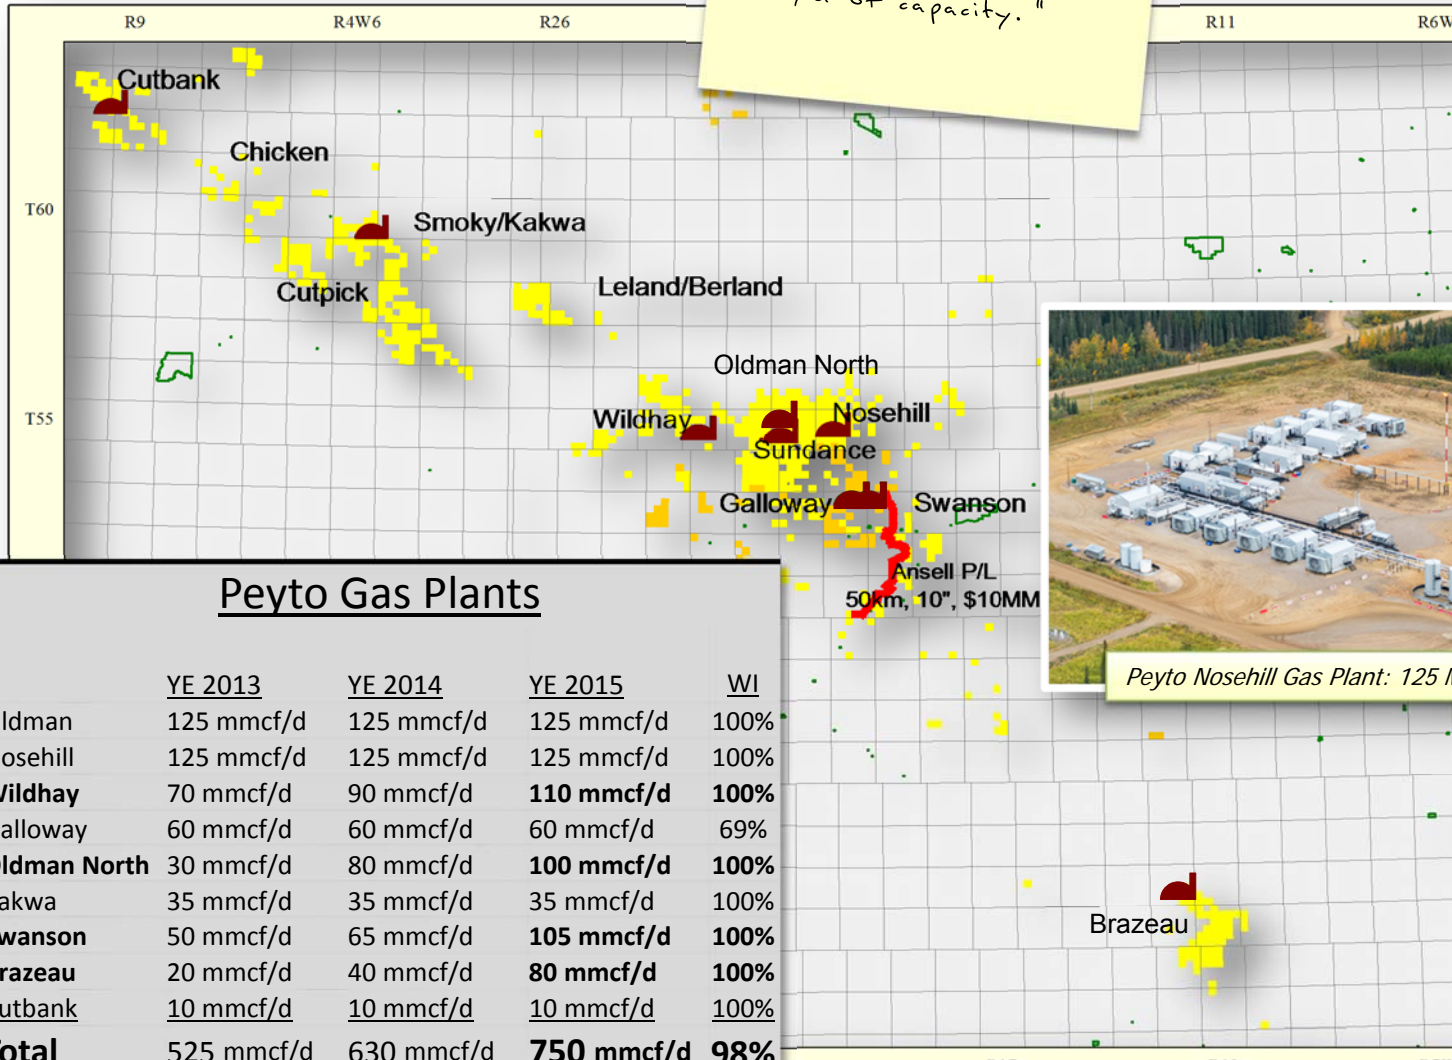 R9 R4W6 R26 R11 R6W
of capacity."
Cutbank
Chicken
T60
Smoky/Kakwa
Cutpick
Leland/Berland
Oldman North
T55
Wildhay
Nosehill
Sundance
Galloway
Swanson
Ansell P/L
50km, 10", $10MM
Peyto Nosehill Gas Plant: 125 M
Brazeau
Peyto Gas Plants
YE 2013 YE 2014 YE 2015 WI
ldman 125 mmcf/d 125 mmcf/d 125 mmcf/d 100%
osehill 125 mmcf/d 125 mmcf/d 125 mmcf/d 100%
Wildhay 70 mmcf/d 90 mmcf/d 110 mmcf/d 100%
alloway 60 mmcf/d 60 mmcf/d 60 mmcf/d 69%
Oldman North 30 mmcf/d 80 mmcf/d 100 mmcf/d 100%
akwa 35 mmcf/d 35 mmcf/d 35 mmcf/d 100%
wanson 50 mmcf/d 65 mmcf/d 105 mmcf/d 100%
razeau 20 mmcf/d 40 mmcf/d 80 mmcf/d 100%
utbank 10 mmcf/d 10 mmcf/d 10 mmcf/d 100%
Total 525 mmcf/d 630 mmcf/d 750 mmcf/d 98%